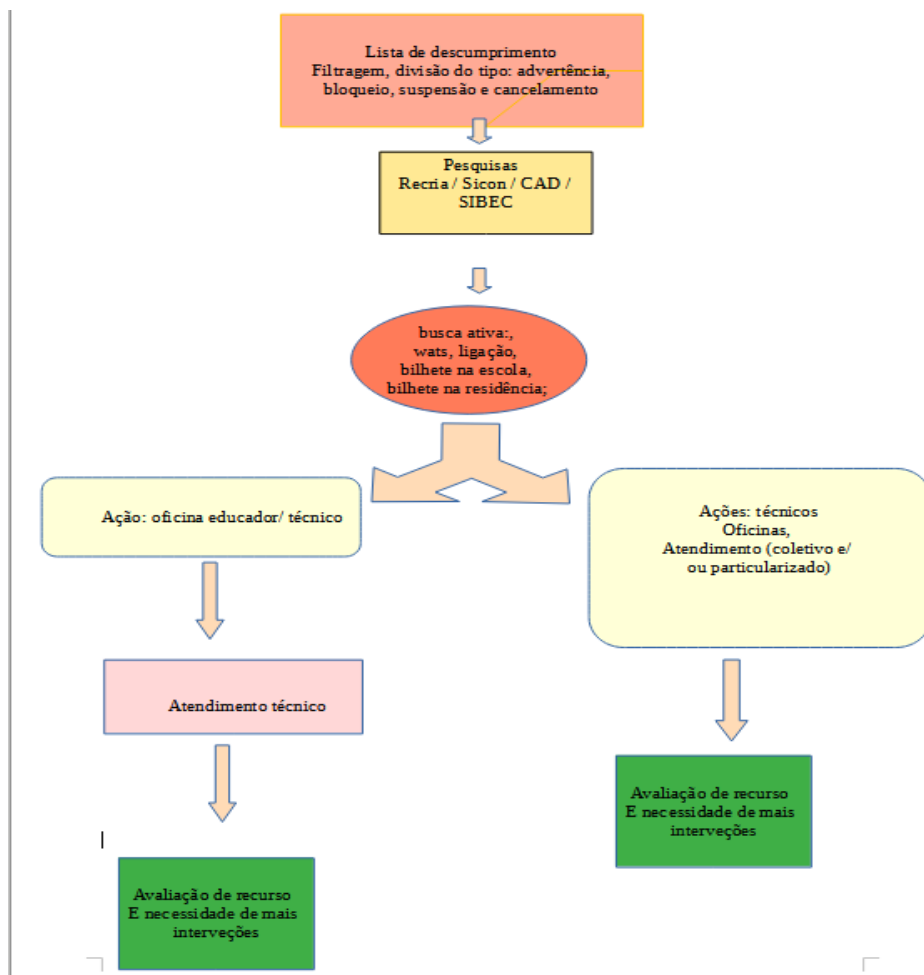 Lista de descumprimento
Filtragem, divisão do tipo: advertência,
bloqueio, suspensão e cancelamento
Pesquisas
Recria / Sicon / CAD /
SIBEC
busca ativa:,
wats, ligação,
bilhete na escola,
bilhete na residência;
Ação: oficina educador/ técnico
Ações: técnicos
Oficinas,
Atendimento (coletivo e/
ou particularizado)
Atendimento técnico
Avaliação de recurso
E necessidade de mais
interveções
Avaliação de recurso
E necessidade de mais
interveções